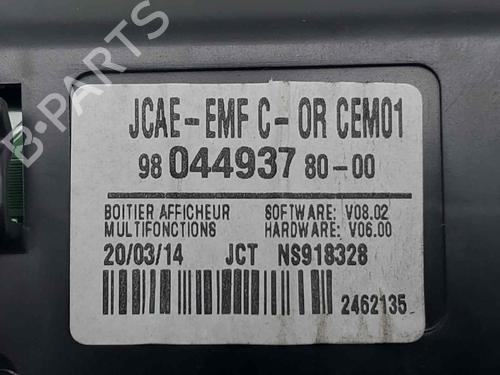 B-PARTS
JCAE-EMF C-OR CEM01
98 044937 80-00
BOITIER AFFICHEUR SOFTWARE: V08.02
MULTIFONCTIONS HARDWARE: V06.00
20/03/14 JCT NS918328
2462135